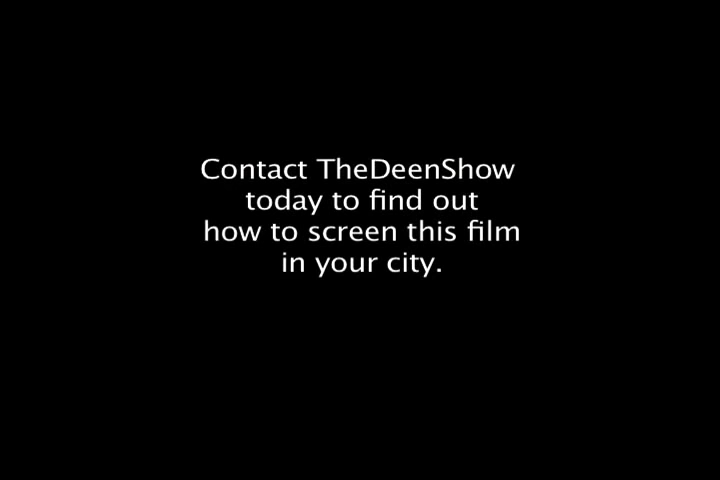 Contact TheDeenShow
today to find out
how to screen this film
in your city.